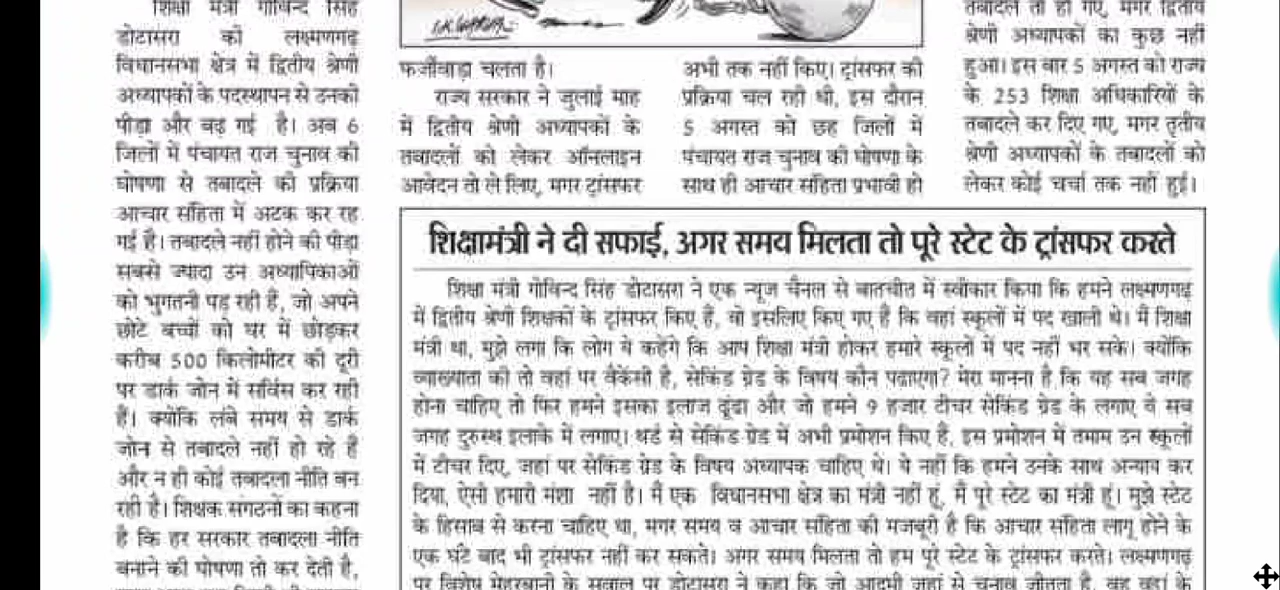 शिक्षा मंत्री गोविन्द सिंह
डोटासरा को लक्ष्मणगढ़
विधानसभा क्षेत्र में द्वितीय श्रेणी
अध्यापकों के पदस्थापन से उनकी
पीड़ा और बढ़ गई है। अब 6
जिलों में पंचायत राज चुनाव की
घोषणा से तबादले की प्रक्रिया
आचार संहिता में अटक कर रह
गई है। तबादले नहीं होने की पीड़ा
सबसे ज्यादा उन अध्यापिकाओं
को भुगतनी पड़ रही हैं, जो अपने
छोटे बच्चों को घर में छोड़कर
करीब 500 किलोमीटर की दूरी
पर डार्क जोन में सर्विस कर रही
हैं। क्योंकि लंबे समय से डार्क
जोन से तबादले नहीं हो रहे हैं
और न ही कोई तबादला नीति बन
रही है। शिक्षक संगठनों का कहना
है कि हर सरकार तबादला नीति
बनाने की घोषणा तो कर देती है,
फर्जीवाड़ा चलता है।
राज्य सरकार ने जुलाई माह
में द्वितीय श्रेणी अध्यापकों के
तबादलों को लेकर ऑनलाइन
आवेदन तो ले लिए, मगर ट्रांसफर
अभी तक नहीं किए। ट्रांसफर की
प्रक्रिया चल रही थी, इस दौरान
5 अगस्त को छह जिलों में
पंचायत राज चुनाव की घोषणा के
साथ ही आचार संहिता प्रभावी हो
तबादले तो हो गए, मगर द्वितीय
श्रेणी अध्यापकों का कुछ नहीं
हुआ। इस बार 5 अगस्त को राज्य
के 253 शिक्षा अधिकारियों के
तबादले कर दिए गए, मगर तृतीय
श्रेणी अध्यापकों के तबादलों को
लेकर कोई चर्चा तक नहीं हुई।
शिक्षामंत्री ने दी सफाई, अगर समय मिलता तो पूरे स्टेट के ट्रांसफर करते
शिक्षा मंत्री गोविन्द सिंह डोटासरा ने एक न्यूज चैनल से बातचीत में स्वीकार किया कि हमने लक्ष्मणगढ़
में द्वितीय श्रेणी शिक्षकों के ट्रांसफर किए हैं, वो इसलिए किए गए हैं कि वहां स्कूलों में पद खाली थे। मैं शिक्षा
मंत्री था, मुझे लगा कि लोग ये कहेंगे कि आप शिक्षा मंत्री होकर हमारे स्कूलों में पद नहीं भर सके। क्योंकि
व्याख्याता की तो वहां पर वैकेंसी है, सेकिंड ग्रेड के विषय कौन पढाएगा? मेरा मानना है कि यह सब जगह
होना चाहिए तो फिर हमने इसका इलाज ढूंढा और जो हमने 9 हजार टीचर सेकिंड ग्रेड के लगाए वे सब
जगह दुरुस्थ इलाके में लगाए। थर्ड से सेकिंड ग्रेड में अभी प्रमोशन किए हैं, इस प्रमोशन में तमाम उन स्कूलों
में टीचर दिए, जहां पर सेकिंड ग्रेड के विषय अध्यापक चाहिए थे। ये नहीं कि हमने उनके साथ अन्याय कर
दिया, ऐसी हमारी मंशा नहीं है। मैं एक विधानसभा क्षेत्र का मंत्री नहीं हूं, मैं पूरे स्टेट का मंत्री हूं। मुझे स्टेट
के हिसाब से करना चाहिए था, मगर समय व आचार संहिता की मजबूरी है कि आचार संहिता लागू होने के
एक घंटे बाद भी ट्रांसफर नहीं कर सकते। अगर समय मिलता तो हम पूरे स्टेट के ट्रांसफर करते। लक्ष्मणगढ़
पर विशेष मेहरबानी के सवाल पर डोटासरा ने कहा कि जो आदमी जहां से चुनाव जीतता है, वह वहां के